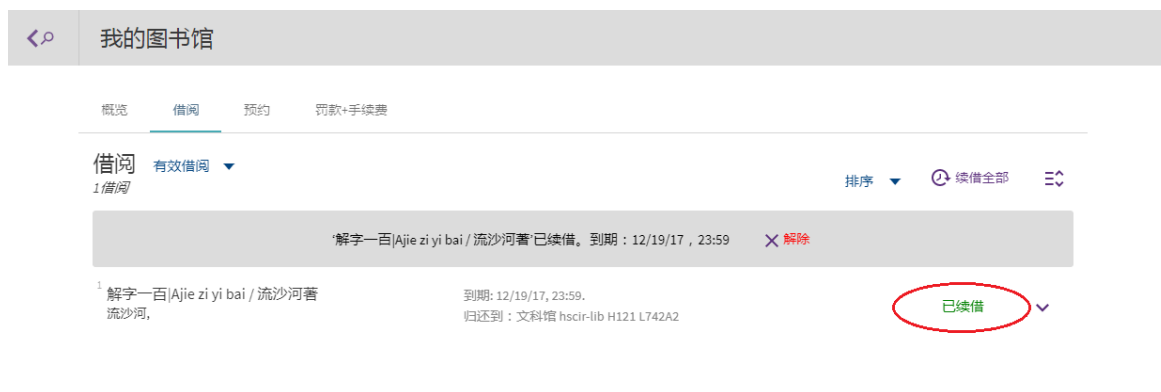 我的图书馆
概览 借阅 预约 罚款+手续费
借阅 有效借阅
1借阅
排序 续借全部
‘解字一百|Ajie zi yi bai / 流沙河著’已续借。到期：12/19/17，23:59 解除
1 解字一百|Ajie zi yi bai / 流沙河著
流沙河,
到期: 12/19/17, 23:59.
归还到：文科馆 hscir-lib H121 L742A2
已续借